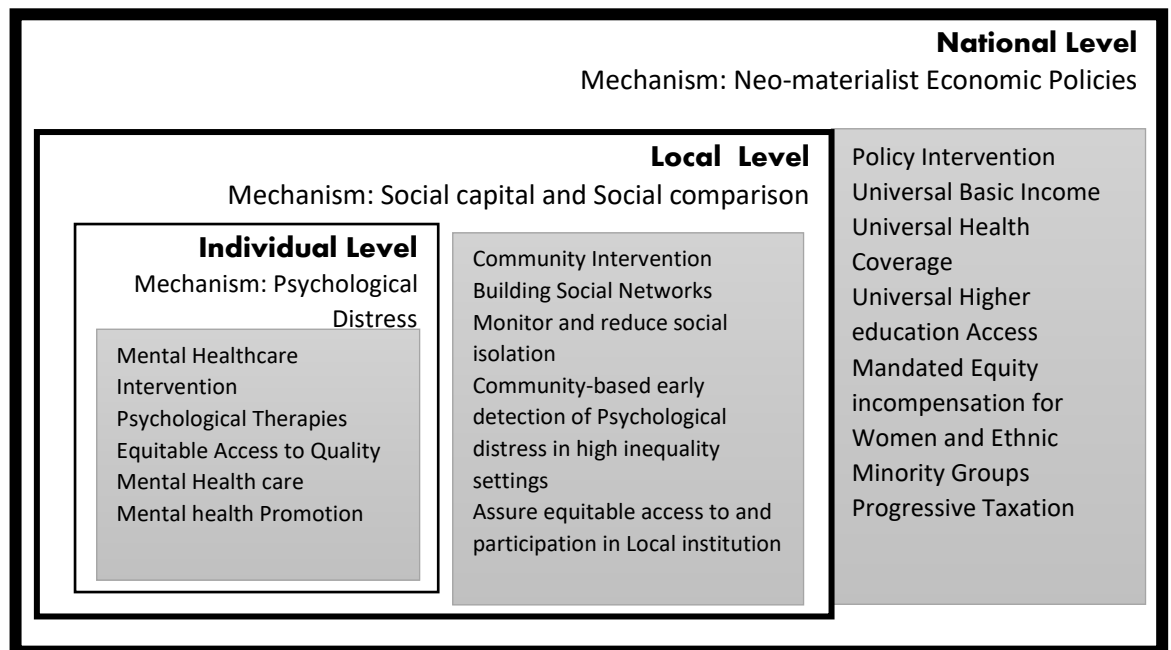 National Level
Mechanism: Neo-materialist Economic Policies
Local Level
Mechanism: Social capital and Social comparison
Individual Level
Mechanism: Psychological
Distress
Mental Healthcare
Intervention
Psychological Therapies
Equitable Access to Quality
Mental Health care
Mental health Promotion
Community Intervention
Building Social Networks
Monitor and reduce social
isolation
Community-based early
detection of Psychological
distress in high inequality
settings
Assure equitable access to and
participation in Local institution
Policy Intervention
Universal Basic Income
Universal Health
Coverage
Universal Higher
education Access
Mandated Equity
incompensation for
Women and Ethnic
Minority Groups
Progressive Taxation